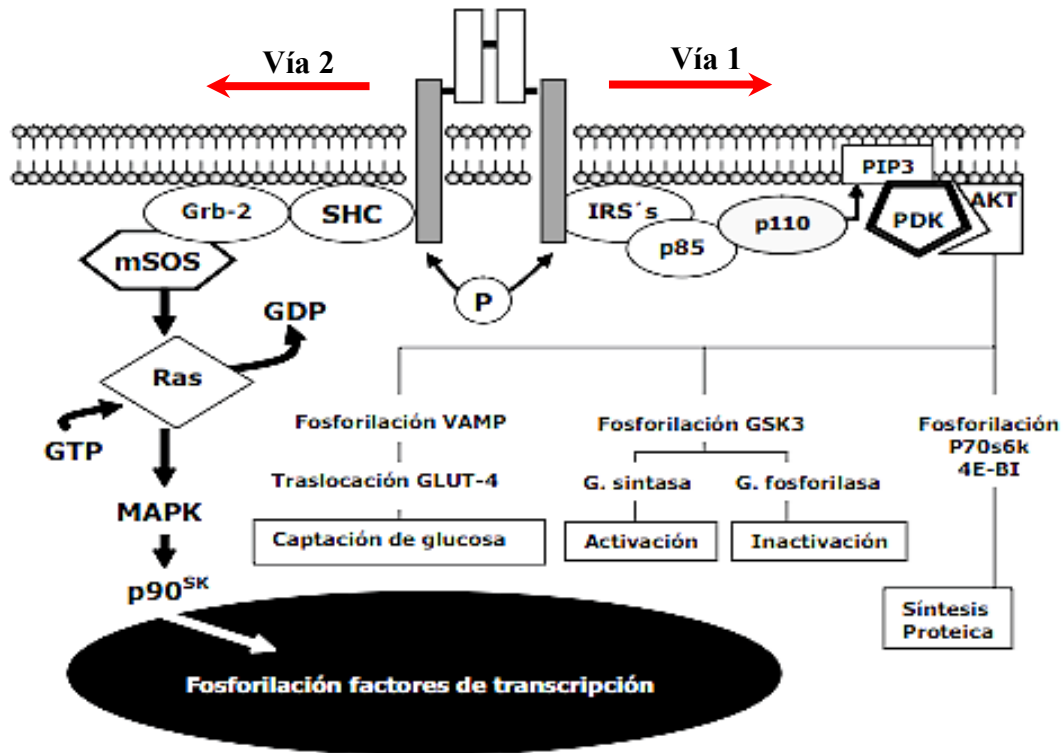 Vía 2
Vía 1
PIP3
Grb-2
SHC
IRS´s
p85
p110
PDK
AKT
mSOS
P
GDP
Ras
GTP
Fosforilación VAMP
Fosforilación GSK3
Fosforilación
P70s6k
4E-BI
Traslocación GLUT-4
G. sintasa
G. fosforilasa
MAPK
Captación de glucosa
Activación
Inactivación
p90SK
Síntesis
Proteica
Fosforilación factores de transcripción